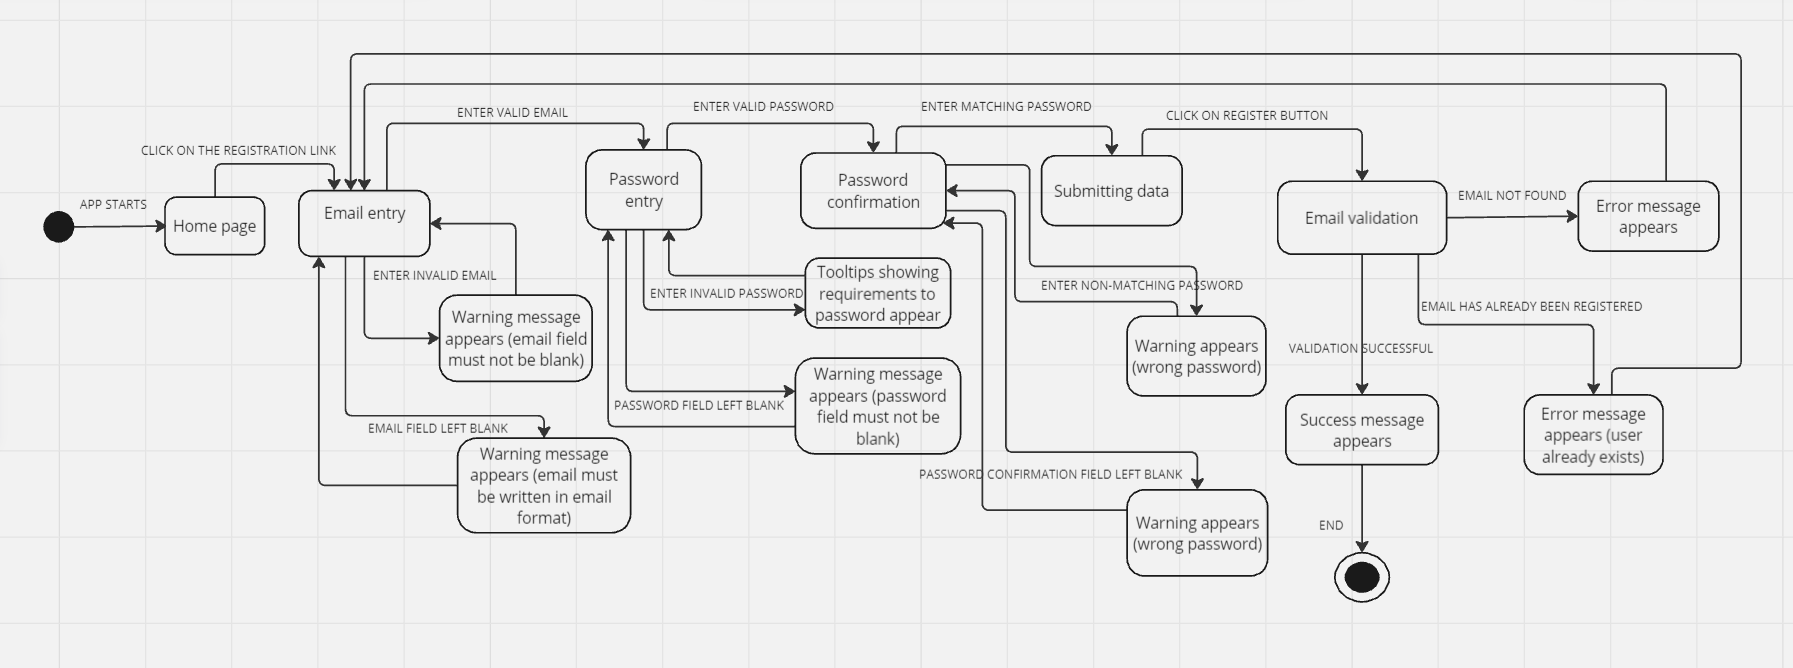 ENTER VALID EMAIL
ENTER VALID PASSWORD
ENTER MATCHING PASSWORD
CLICK ON REGISTER BUTTON
CLICK ON THE REGISTRATION LINK
APP STARTS
Home page
Email entry
Password
entry
Password
confirmation
Submitting data
Email validation
EMAIL NOT FOUND
Error message
appears
ENTER INVALID EMAIL
Warning message
appears (email field
must not be blank)
ENTER INVALID PASSWORD
Tooltips showing
requirements to
password appear
ENTER NON-MATCHING PASSWORD
Warning appears
(wrong password)
EMAIL HAS ALREADY BEEN REGISTERED
VALIDATION SUCCESSFUL
EMAIL FIELD LEFT BLANK
Warning message
appears (email must
be written in email
format)
PASSWORD FIELD LEFT BLANK
Warning message
appears (password
field must not be
blank)
Success message
appears
Error message
appears (user
already exists)
PASSWORD CONFIRMATION FIELD LEFT BLANK
Warning appears
(wrong password)
END